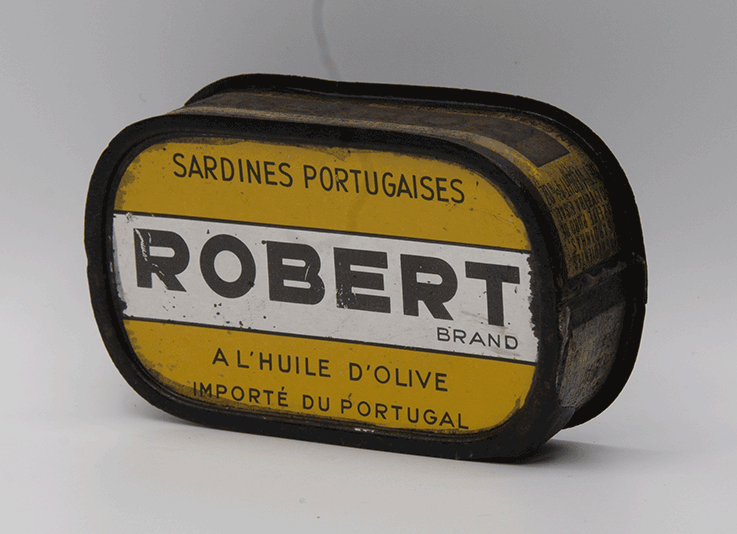 SARDINES PORTUGAISES
ROBERT
BRAND
A L'HUILE D'OLIVE
IMPORTÉ DU PORTUGAL